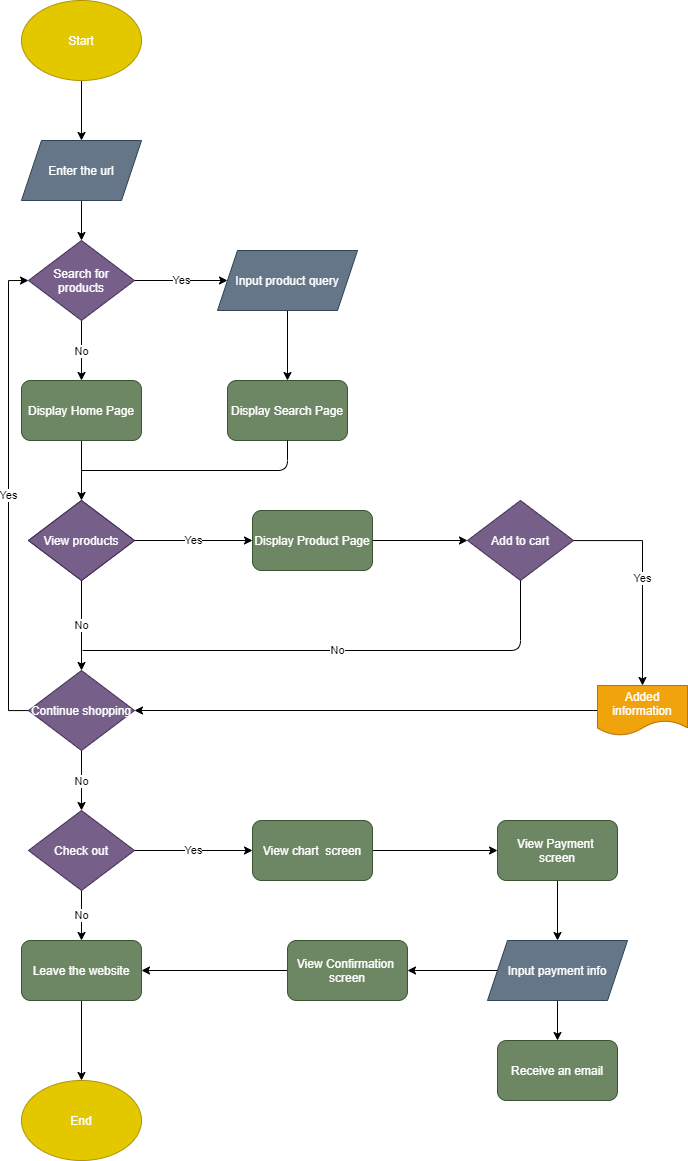 Start
Enter the url
Search for
products
Yes
Input product query
No
Display Home Page
Display Search Page
Yes
View products
Yes
Display Product Page
Add to cart
Yes
No
No
Continue shopping
Added
information
No
Check out
Yes
View chart  screen
View Payment
screen
No
Leave the website
View Confirmation
screen
Input payment info
Receive an email
End